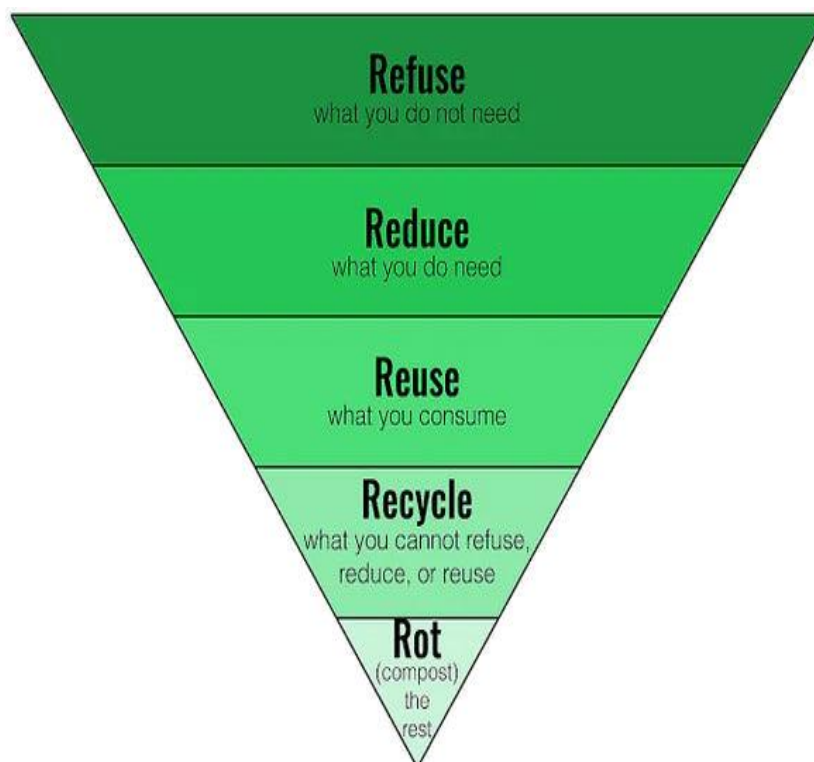 Refuse
what you do not need
Reduce
what you do need
Reuse
what you consume
Recycle
what you cannot refuse,
reduce, or reuse
Rot
(compost)
the
rest